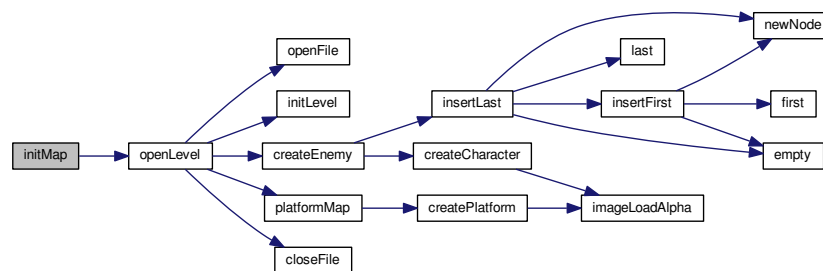 initMap
openLevel
openFile
initLevel
createEnemy
platformMap
closeFile
insertLast
createCharacter
createPlatform
last
insertFirst
imageLoadAlpha
newNode
first
empty